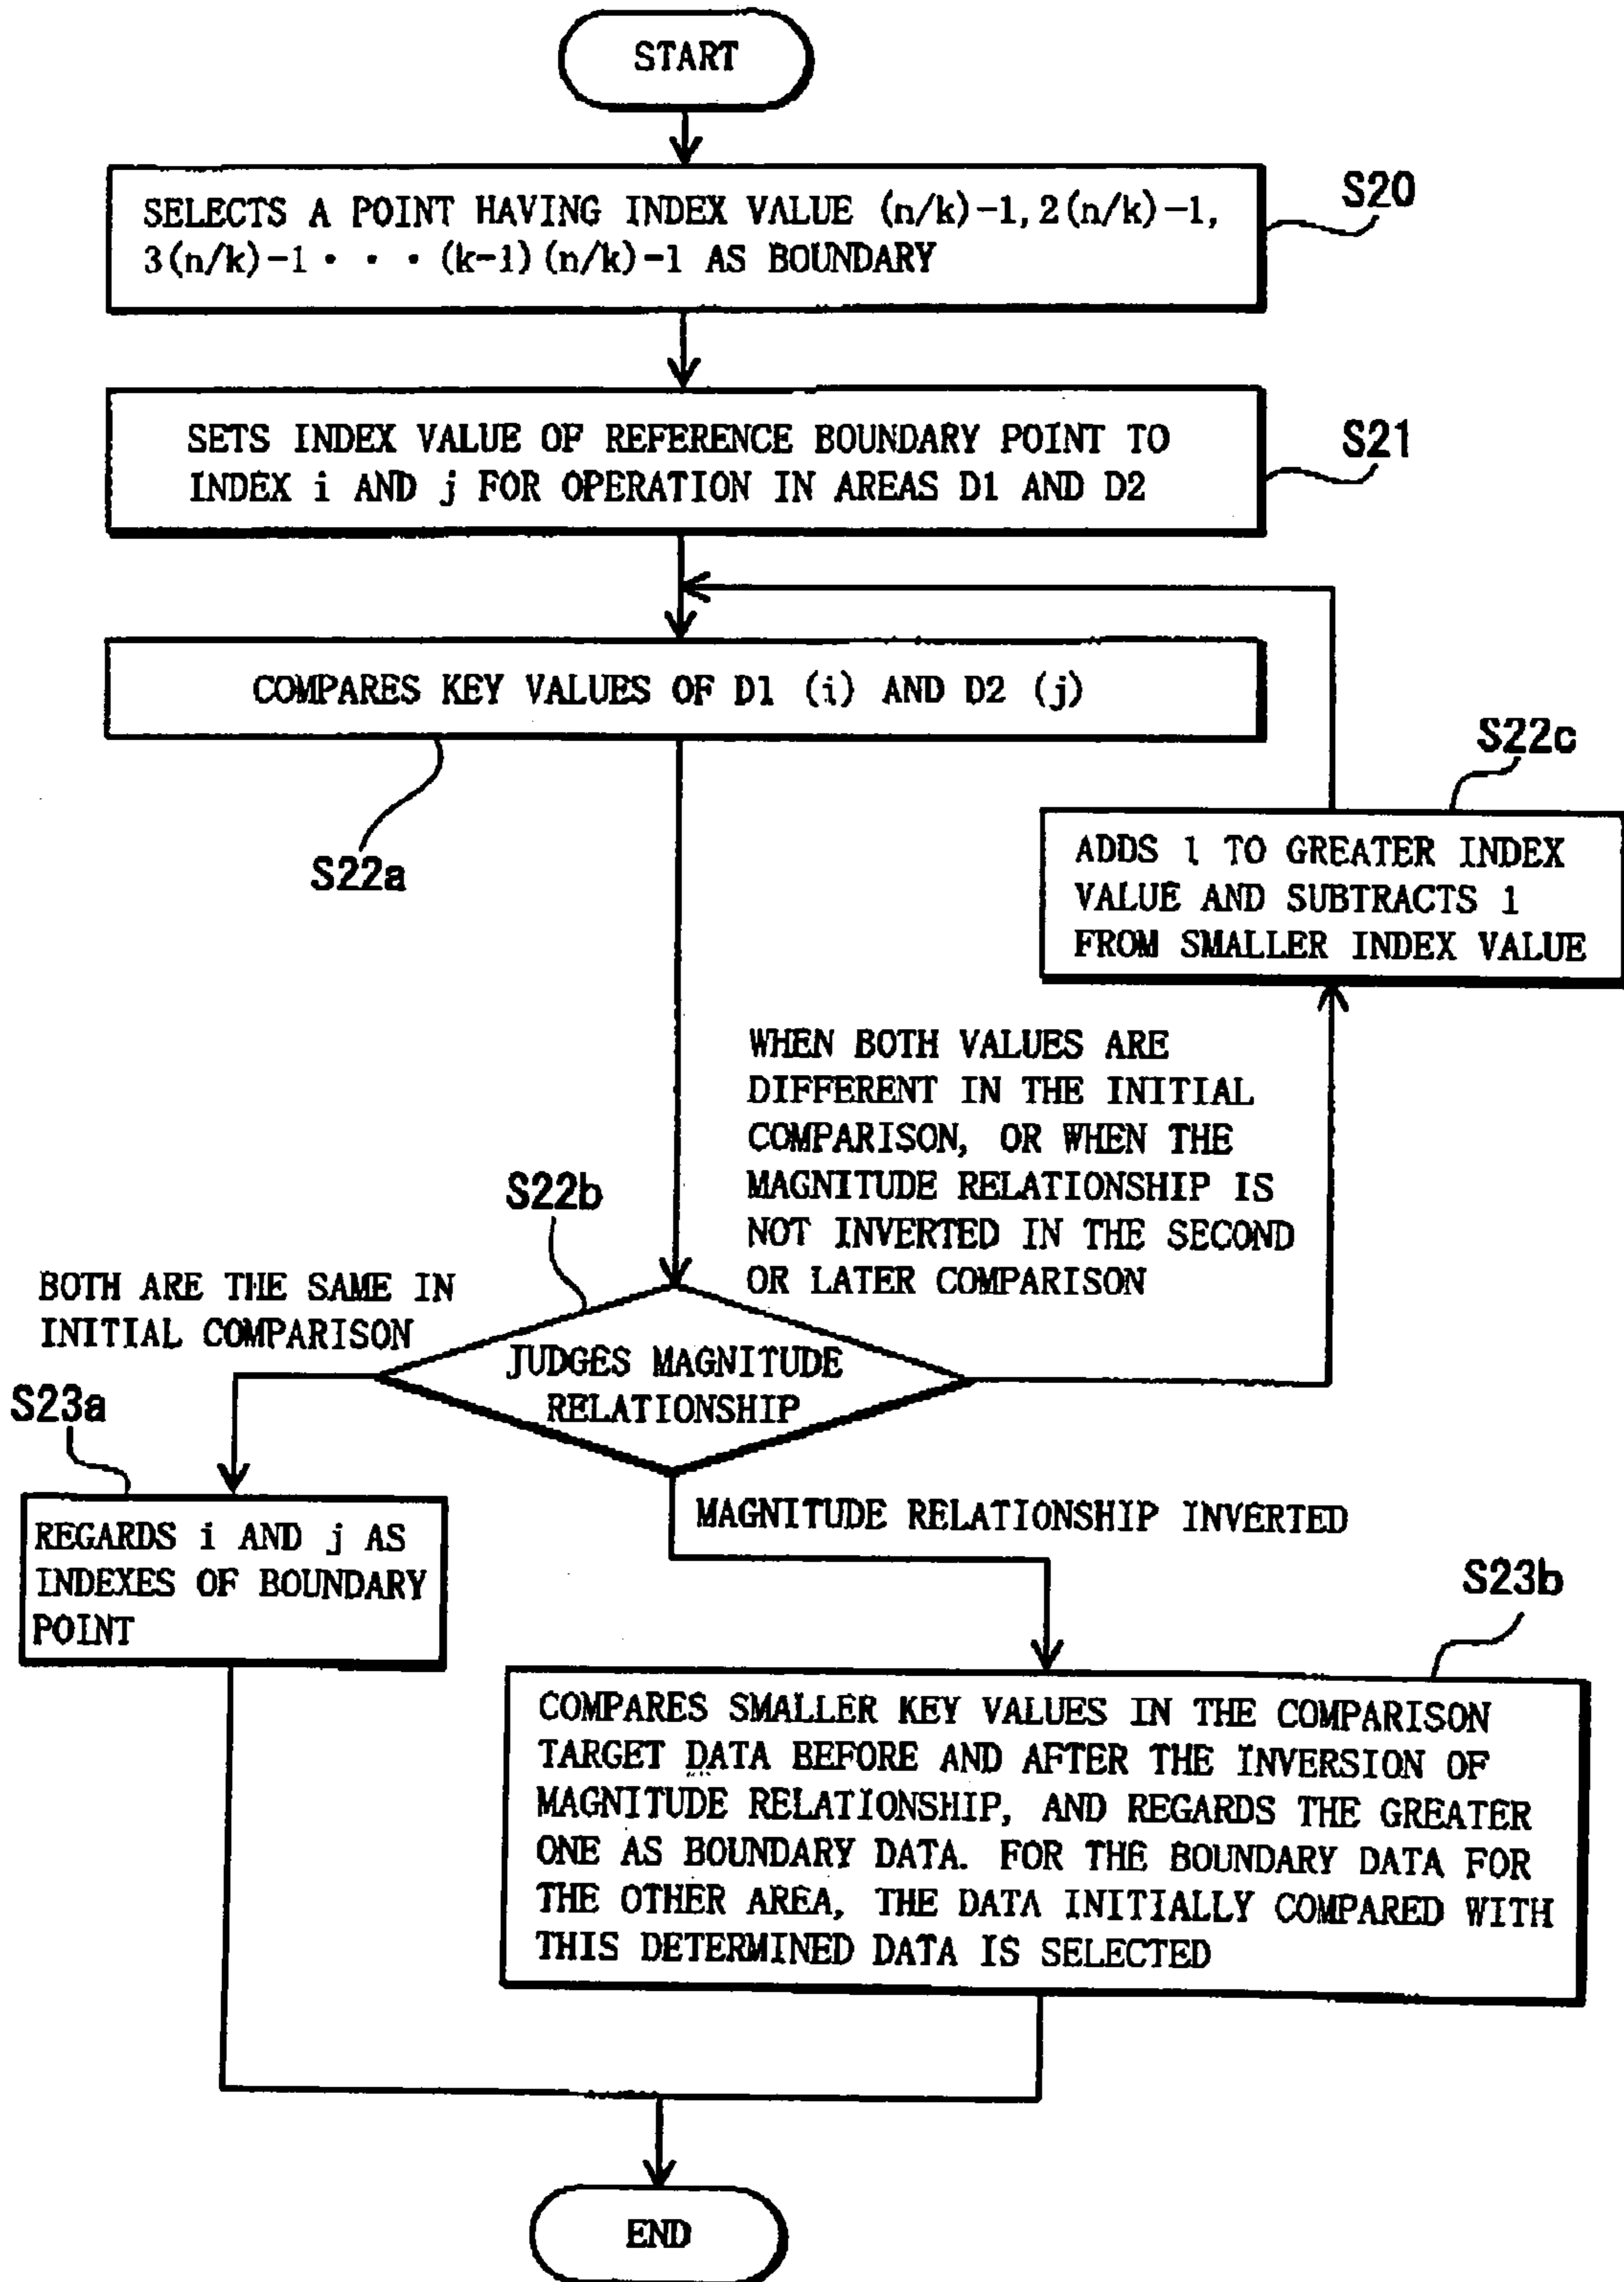 START
SELECTS A POINT HAVING INDEX VALUE (n/k)-1, 2(n/k)-1,
3(n/k)-1 · · · (k-1)(n/k)-1 AS BOUNDARY
S20
SETS INDEX VALUE OF REFERENCE BOUNDARY POINT TO
INDEX i AND j FOR OPERATION IN AREAS D1 AND D2
S21
COMPARES KEY VALUES OF D1 (i) AND D2 (j)
S22a
S22c
ADDS 1 TO GREATER INDEX
VALUE AND SUBTRACTS 1
FROM SMALLER INDEX VALUE
WHEN BOTH VALUES ARE
DIFFERENT IN THE INITIAL
COMPARISON, OR WHEN THE
MAGNITUDE RELATIONSHIP IS
NOT INVERTED IN THE SECOND
OR LATER COMPARISON
S22b
BOTH ARE THE SAME IN
INITIAL COMPARISON
JUDGES MAGNITUDE
RELATIONSHIP
S23a
REGARDS i AND j AS
INDEXES OF BOUNDARY
POINT
MAGNITUDE RELATIONSHIP INVERTED
S23b
COMPARES SMALLER KEY VALUES IN THE COMPARISON
TARGET DATA BEFORE AND AFTER THE INVERSION OF
MAGNITUDE RELATIONSHIP, AND REGARDS THE GREATER
ONE AS BOUNDARY DATA. FOR THE BOUNDARY DATA FOR
THE OTHER AREA, THE DATA INITIALLY COMPARED WITH
THIS DETERMINED DATA IS SELECTED
END